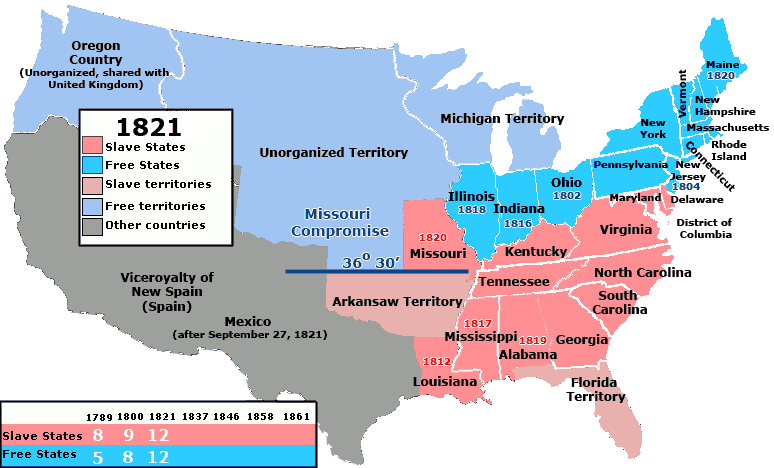 Oregon
Country
(Unorganized, shared with
United Kingdom)
1821
Slave States
Free States
Slave territories
Free territories
Other countries
Unorganized Territory
Michigan Territory
Maine
1820
Vermont
New
Hampshire
Massachusetts
New
York
Rhode
Island
Connecticut
Pennsylvania
New
Jersey
1804
Illinois
1818
Indiana
1816
Ohio
1802
Maryland
Delaware
District of
Columbia
Virginia
Missouri
Compromise
36° 30′
1820
Missouri
Kentucky
North Carolina
Tennessee
South
Carolina
Arkansaw Territory
1817
Mississippi
1819
Alabama
Georgia
1812
Louisiana
Florida
Territory
Viceroyalty of
New Spain
(Spain)
Mexico
(after September 27, 1821)
1789 1800 1821 1837 1846 1858 1861
Slave States 8 9 12
Free States 5 8 12